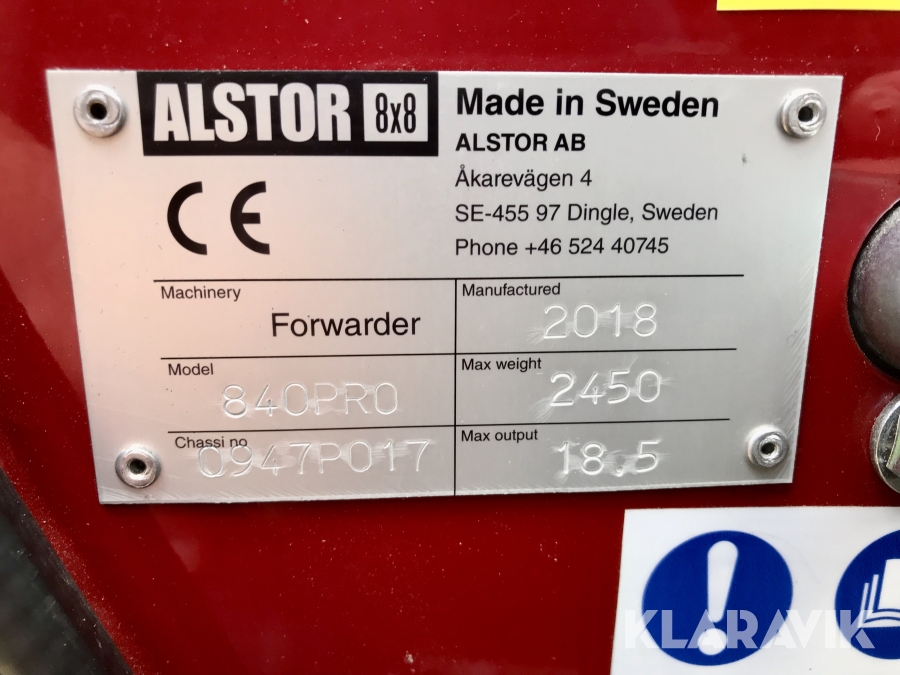 ALSTOR 8x8
Made in Sweden
ALSTOR AB
Åkarevägen 4
SE-455 97 Dingle, Sweden
Phone +46 524 40745
CE
Machinery
Forwarder
Manufactured
2018
Model
840PRO
Max weight
2450
Chassi no
0947P017
Max output
18.5
KLARAVIK